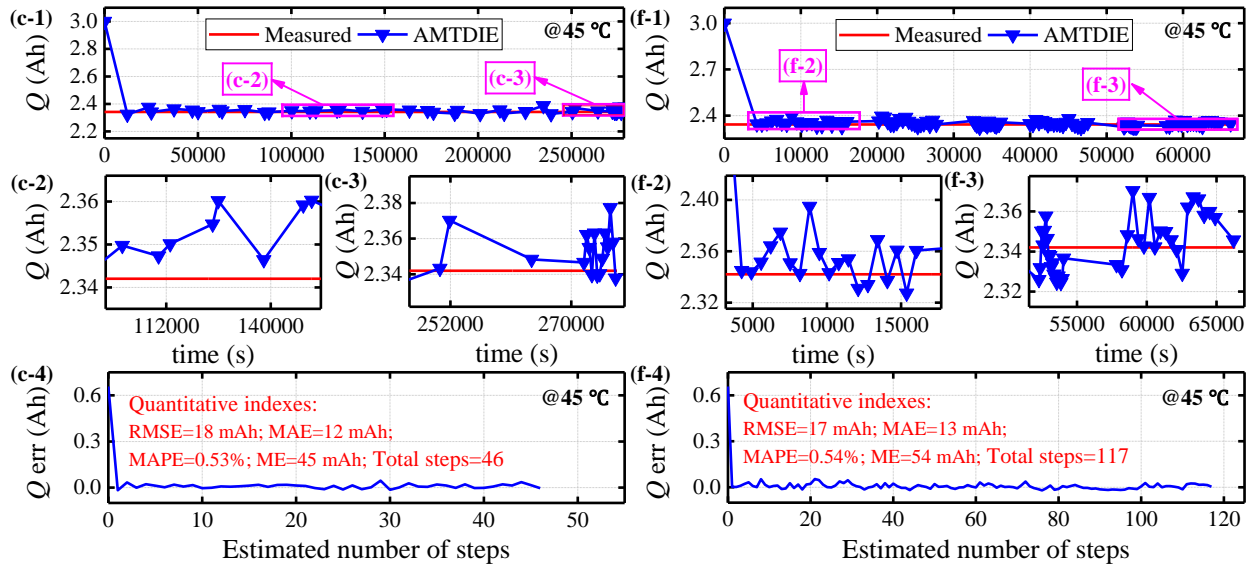 (c-1)
Q (Ah)
3.0
2.8
2.6
2.4
2.2
Measured
AMTDIE
@45 ℃
(c-2)
(c-3)
0
50000
100000
150000
200000
250000
(f-1)
Q (Ah)
3.0
2.7
2.4
Measured
AMTDIE
@45 ℃
(f-2)
(f-3)
0
10000
20000
30000
40000
50000
60000
(c-2)
Q (Ah)
2.36
2.35
2.34
112000
140000
time (s)
(c-3)
Q (Ah)
2.38
2.36
2.34
252000
270000
time (s)
(f-2)
Q (Ah)
2.40
2.36
2.32
5000
10000
15000
time (s)
(f-3)
Q (Ah)
2.36
2.34
2.32
55000
60000
65000
time (s)
(c-4)
Q err (Ah)
0.6
0.3
0.0
@45 ℃
Quantitative indexes:
RMSE=18 mAh; MAE=12 mAh;
MAPE=0.53%; ME=45 mAh; Total steps=46
0
10
20
30
40
50
Estimated number of steps
(f-4)
Q err (Ah)
0.6
0.3
0.0
@45 ℃
Quantitative indexes:
RMSE=17 mAh; MAE=13 mAh;
MAPE=0.54%; ME=54 mAh; Total steps=117
0
20
40
60
80
100
120
Estimated number of steps